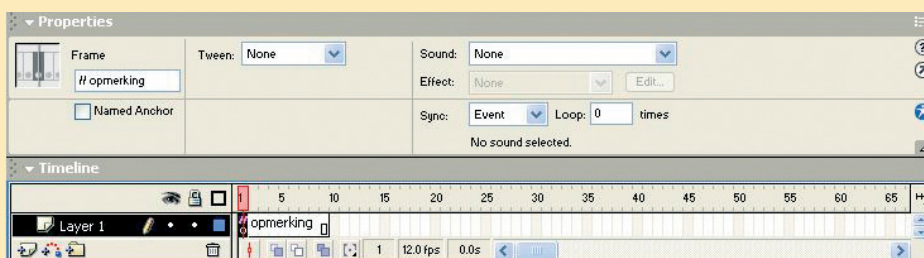 Properties
Frame Tween: None Sound: None
// opmerking Effect: None Edit...
Named Anchor Sync: Event Loop: 0 times
No sound selected.
Timeline
1 5 10 15 20 25 30 35 40 45 50 55 60 65
Layer 1 opmerking
1 12.0 fps 0.0s